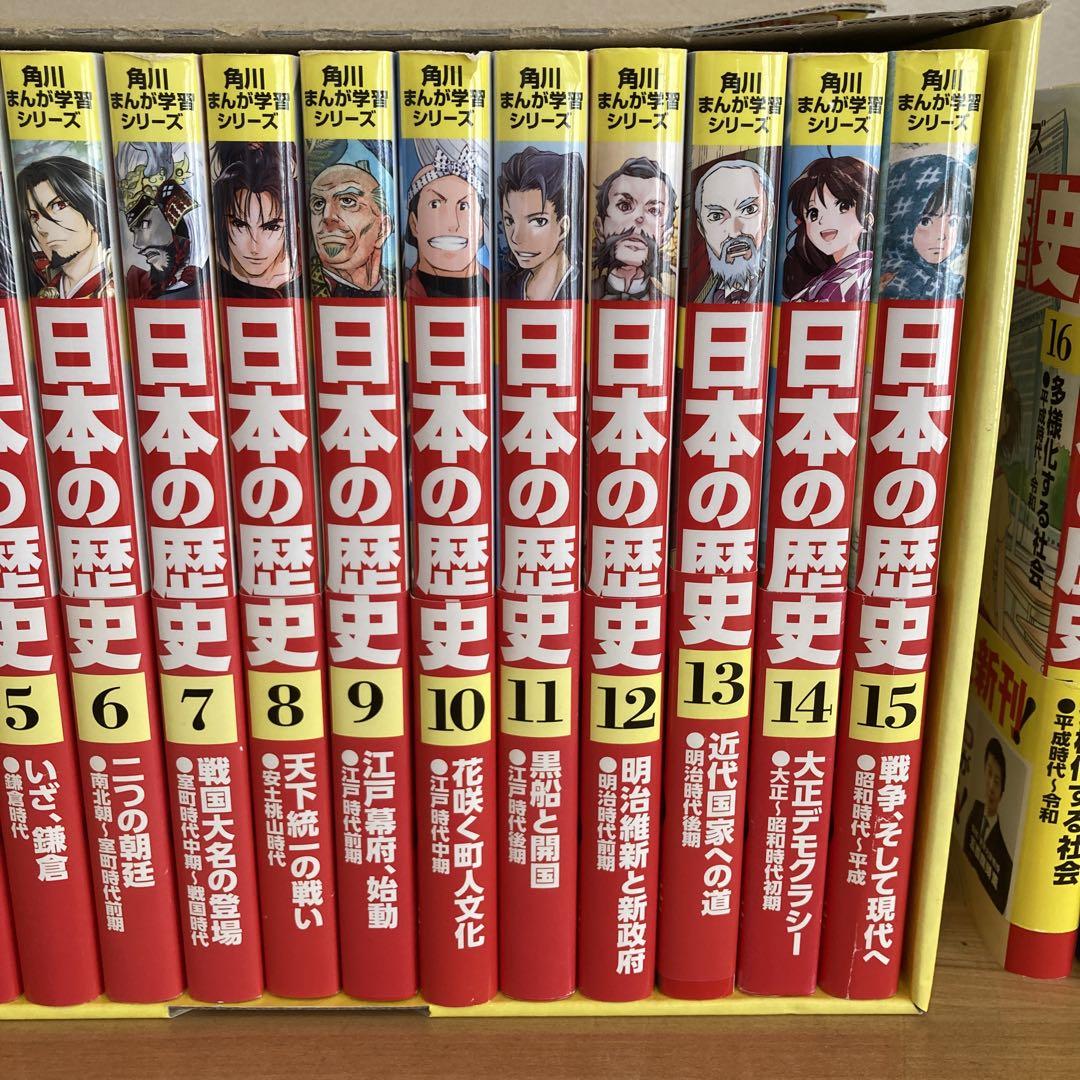 日本の歴史
5
いざ、鎌倉
●鎌倉時代
角川
まんが学習
シリーズ
日本の歴史
6
二つの朝廷
●南北朝〜室町時代前期
角川
まんが学習
シリーズ
日本の歴史
7
戦国大名の登場
●室町時代中期〜戦国時代
角川
まんが学習
シリーズ
日本の歴史
8
天下統一の戦い
●安土桃山時代
角川
まんが学習
シリーズ
日本の歴史
9
江戸幕府、始動
●江戸時代前期
角川
まんが学習
シリーズ
日本の歴史
10
花咲く町人文化
●江戸時代中期
角川
まんが学習
シリーズ
日本の歴史
11
黒船と開国
●江戸時代後期
角川
まんが学習
シリーズ
日本の歴史
12
明治維新と新政府
●明治時代前期
角川
まんが学習
シリーズ
日本の歴史
13
近代国家への道
●明治時代後期
角川
まんが学習
シリーズ
日本の歴史
14
大正デモクラシー
●大正〜昭和時代初期
角川
まんが学習
シリーズ
日本の歴史
15
戦争、そして現代へ
●昭和時代〜平成
ズ
史
16
●多様化する社会
平成時代〜令和
新刊!
歴史
様化する社会
●平成時代〜令和